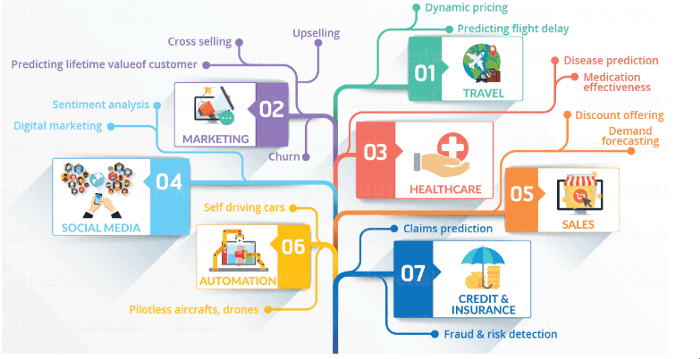 Dynamic pricing
Predicting flight delay
01
TRAVEL
Upselling
Cross selling
Predicting lifetime valueof customer
02
MARKETING
Churn
Disease prediction
Medication
effectiveness
03
HEALTHCARE
Sentiment analysis
Digital marketing
04
SOCIAL MEDIA
Discount offering
Demand
forecasting
05
SALES
Self driving cars
06
AUTOMATION
Pilotless aircrafts, drones
Claims prediction
07
CREDIT &
INSURANCE
Fraud & risk detection